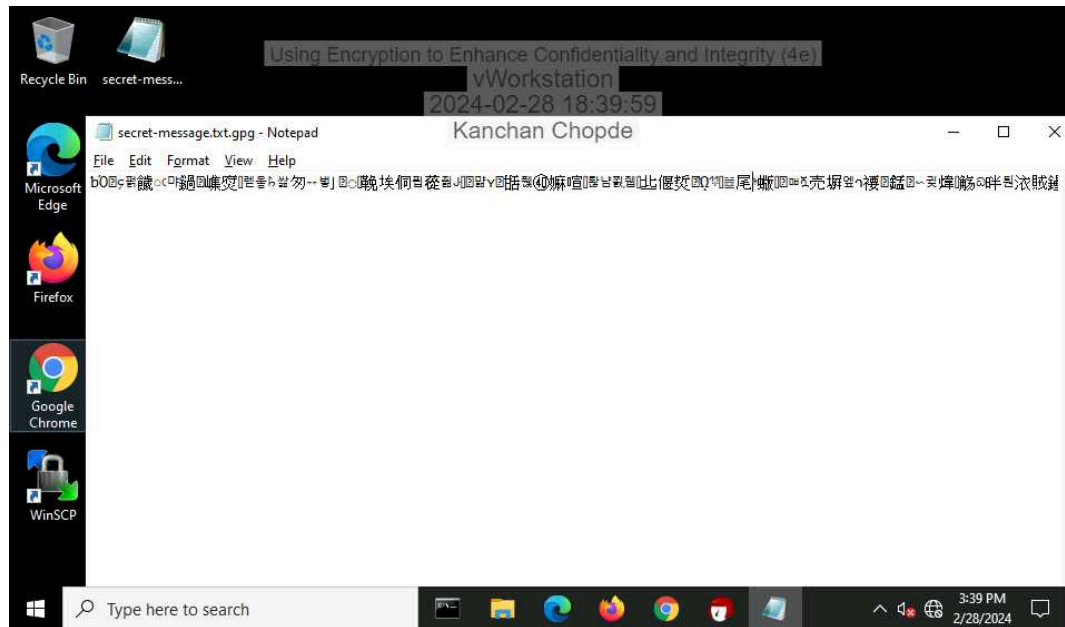 Recycle Bin
secret-mess...
Using Encryption to Enhance Confidentiality and Integrity (4e)
vWorkstation
2024-02-28 18:39:59
Kanchan Chopde
secret-message.txt.gpg - Notepad
File Edit Format View Help
Microsoft
Edge
Firefox
Google
Chrome
WinSCP
Type here to search
3:39 PM
2/28/2024